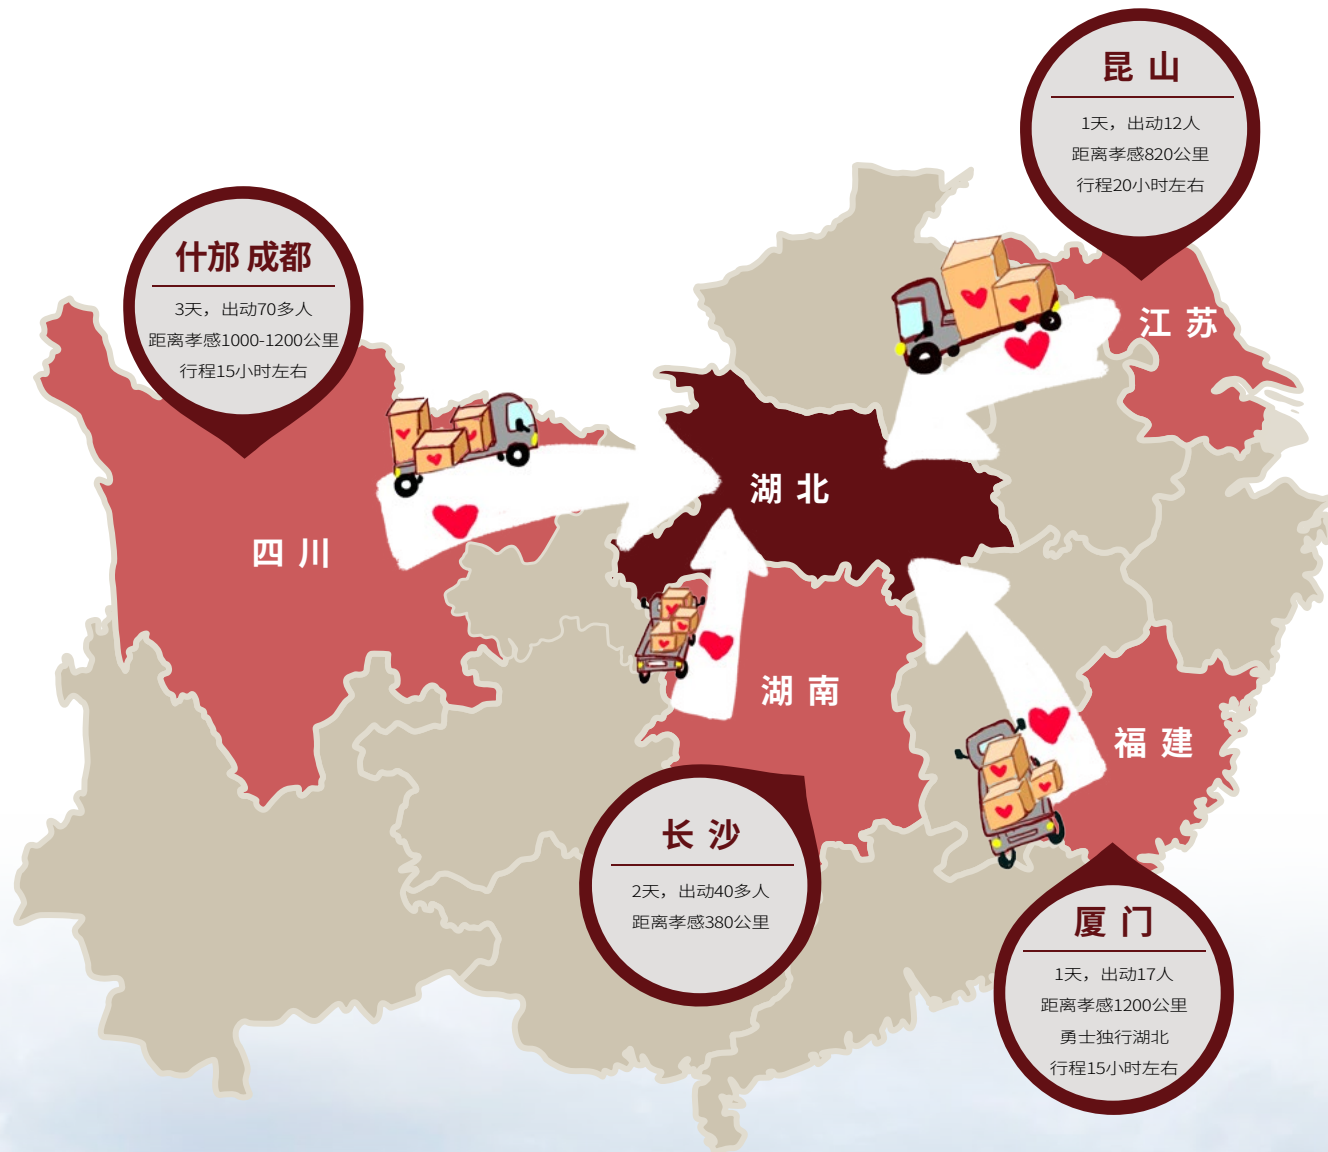 昆山
1天，出动12人
距离孝感820公里
行程20小时左右
什邡 成都
3天，出动70多人
距离孝感1000-1200公里
行程15小时左右
江苏
湖北
四川
湖南
福建
长沙
2天，出动40多人
距离孝感380公里
厦门
1天，出动17人
距离孝感1200公里
勇士独行湖北
行程15小时左右